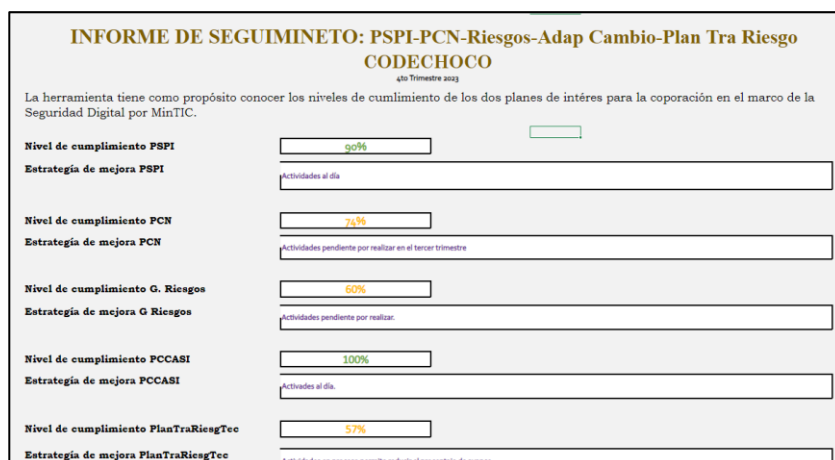 INFORME DE SEGUIMINETO: PSPI-PCN-Riesgos-Adap Cambio-Plan Tra Riesgo
CODECHOCO
4to Trimestre 2023
La herramienta tiene como propósito conocer los niveles de cumlimiento de los dos planes de intéres para la coporación en el marco de la
Seguridad Digital por MinTIC.
Nivel de cumplimiento PSPI 90%
Estrategía de mejora PSPI Actividades al día
Nivel de cumplimiento PCN 74%
Estrategía de mejora PCN Actividades pendiente por realizar en el tercer trimestre
Nivel de cumplimiento G. Riesgos 60%
Estrategía de mejora G Riesgos Actividades pendiente por realizar.
Nivel de cumplimiento PCCASI 100%
Estrategía de mejora PCCASI Activades al día.
Nivel de cumplimiento PlanTraRiesgTec 57%
Estrategía de mejora PlanTraRiesgTec